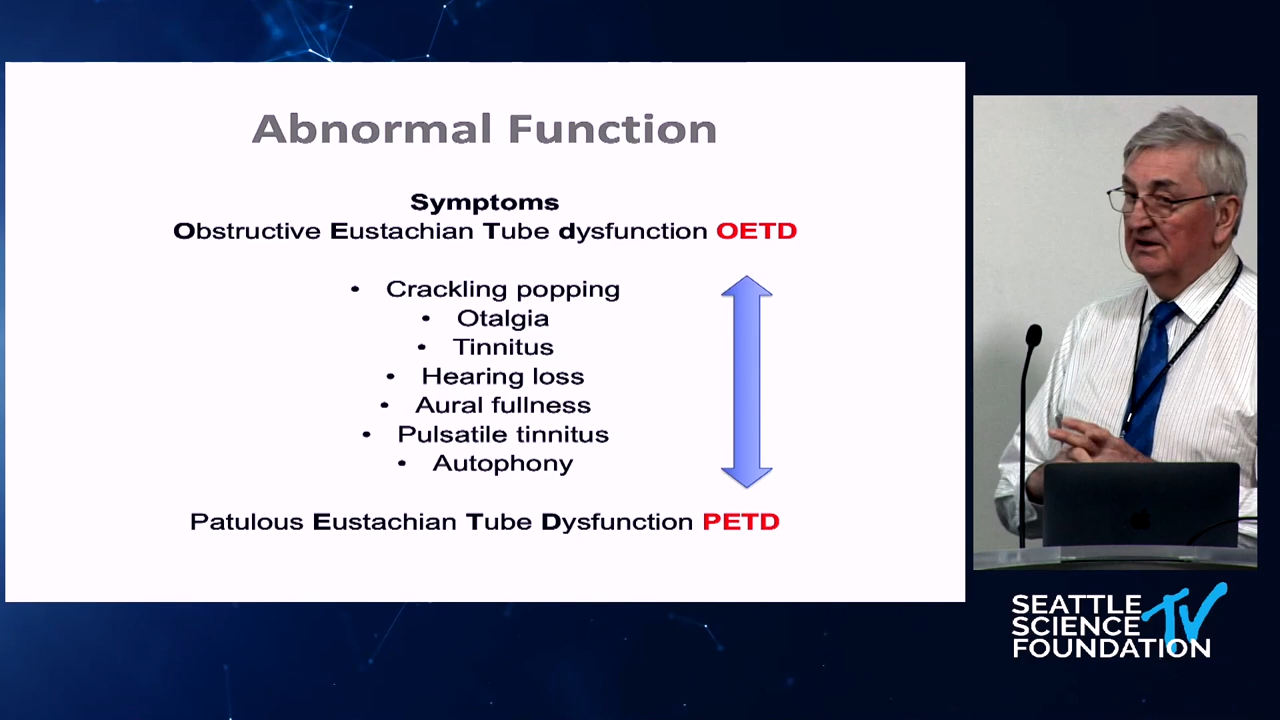 Abnormal Function
Symptoms
Obstructive Eustachian Tube dysfunction OETD
• Crackling popping
• Otalgia
• Tinnitus
• Hearing loss
• Aural fullness
• Pulsatile tinnitus
• Autophony
Patulous Eustachian Tube Dysfunction PETD
SEATTLE
SCIENCE TV
FOUNDATION